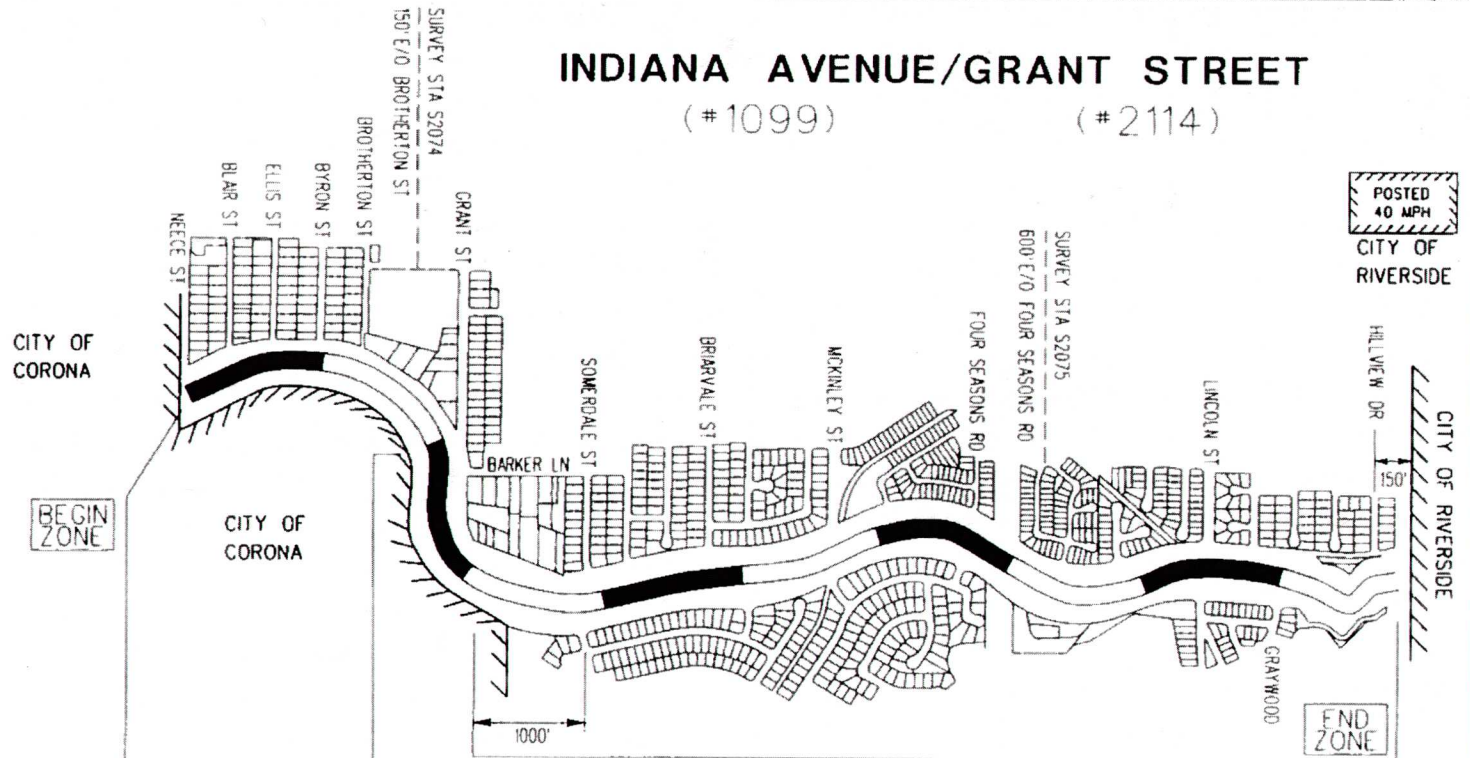 INDIANA AVENUE/GRANT STREET
(#1099)
(#2114)
SURVEY STA S2074
150' E/O BROTHERTON ST
NEECE ST
BLAIR ST
ELLIS ST
BYRON ST
BROTHERTON ST
GRANT ST
SOMERDALE ST
BRIARVALE ST
MCKINLEY ST
FOUR SEASONS RD
SURVEY STA S2075
600' E/O FOUR SEASONS RD
LINCOLN ST
HILLVIEW DR
POSTED
40 MPH
CITY OF
RIVERSIDE
CITY OF
CORONA
BARKER LN
150'
CITY OF RIVERSIDE
BEGIN
ZONE
CITY OF
CORONA
GRAYWOOD
1000'
END
ZONE